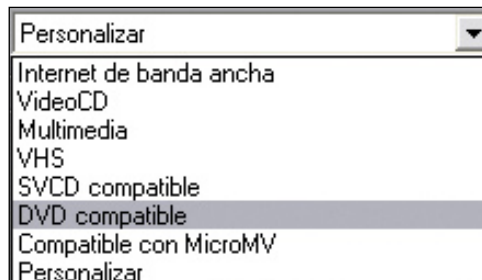 Personalizar
Internet de banda ancha
VideoCD
Multimedia
VHS
SVCD compatible
DVD compatible
Compatible con MicroMV
Personalizar